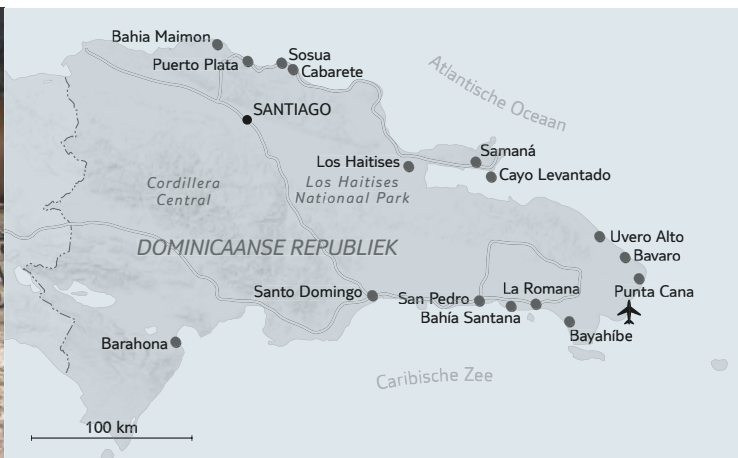 Bahia Maimon
Puerto Plata
Sosua
Cabarete
Atlantische Oceaan
SANTIAGO
Samaná
Los Haitises
Cayo Levantado
Cordillera
Central
Los Haitises
Nationaal Park
Uvero Alto
DOMINICAANSE REPUBLIEK
Bavaro
Punta Cana
Santo Domingo
San Pedro
La Romana
Bahía Santana
Bayahíbe
Barahona
Caribische Zee
100 km